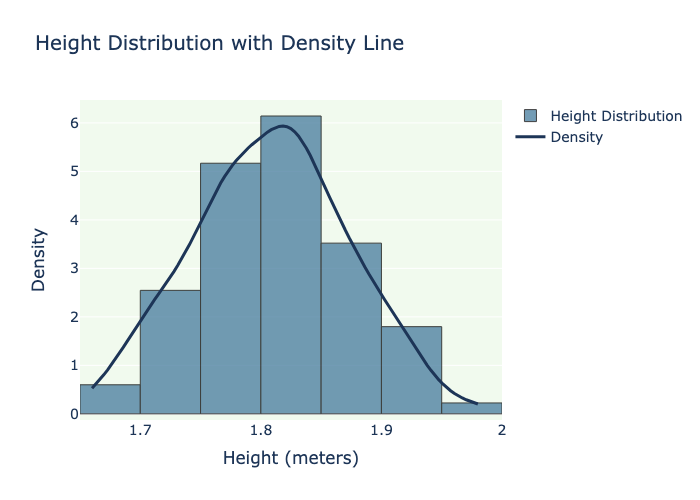 Height Distribution with Density Line
Height Distribution
Density
6
5
4
3
2
1
0
Density
1.7
1.8
1.9
2
Height (meters)